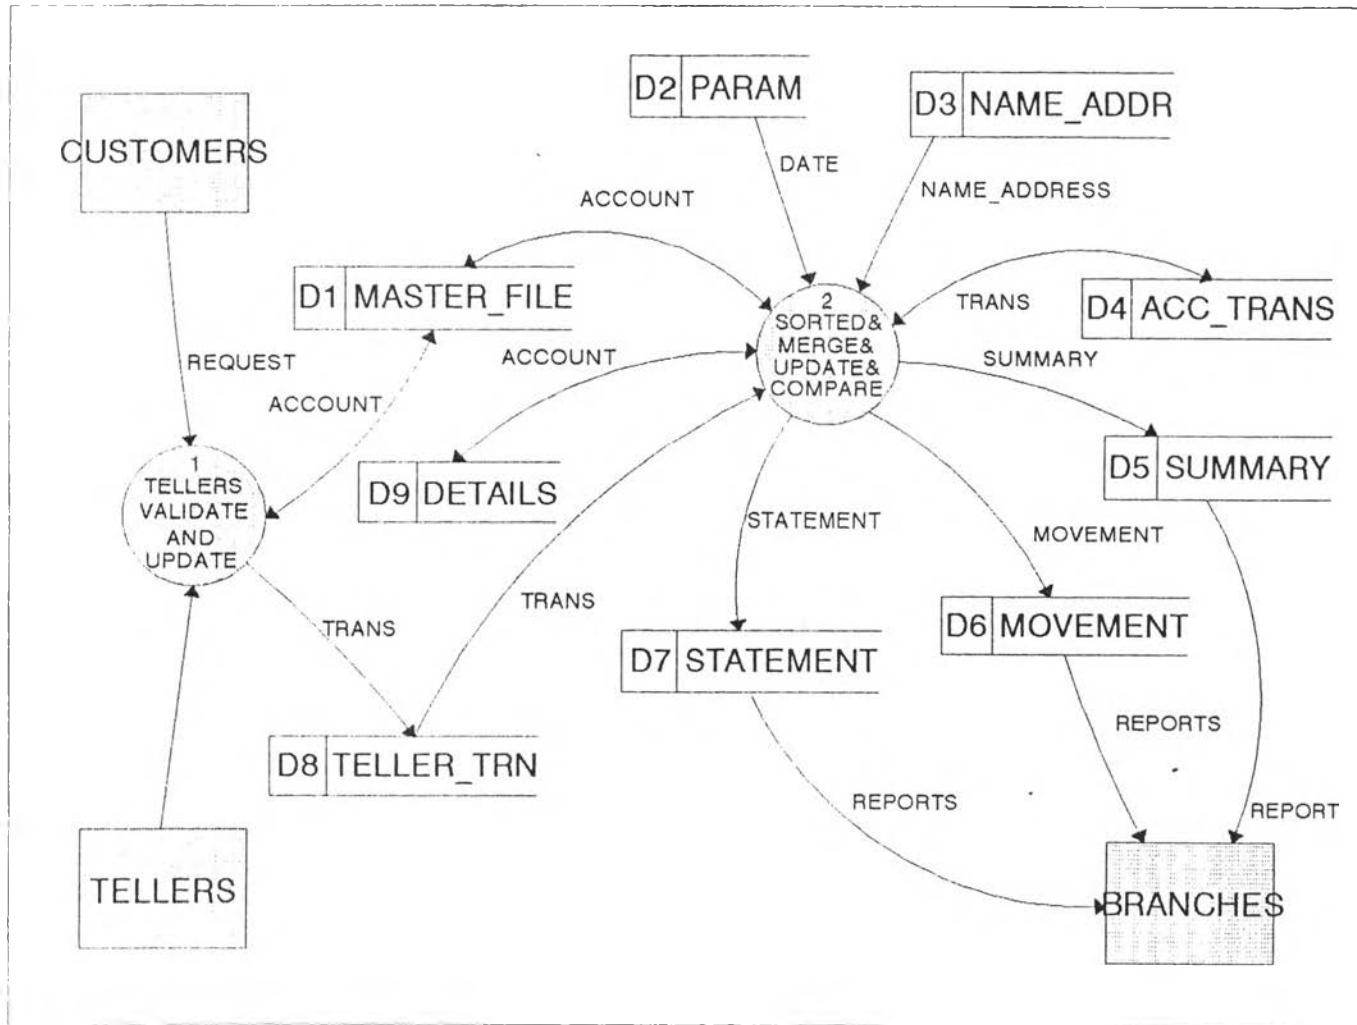 D2 PARAM
D3 NAME_ADDR
CUSTOMERS
DATE
ACCOUNT
NAME_ADDRESS
D1 MASTER_FILE
TRANS
D4 ACC_TRANS
2
SORTED&
MERGE&
UPDATE&
COMPARE
REQUEST
ACCOUNT
SUMMARY
ACCOUNT
1
TELLERS
VALIDATE
AND
UPDATE
D9 DETAILS
D5 SUMMARY
STATEMENT
MOVEMENT
TRANS
TRANS
D6 MOVEMENT
D7 STATEMENT
D8 TELLER_TRN
REPORTS
REPORTS
REPORT
TELLERS
BRANCHES